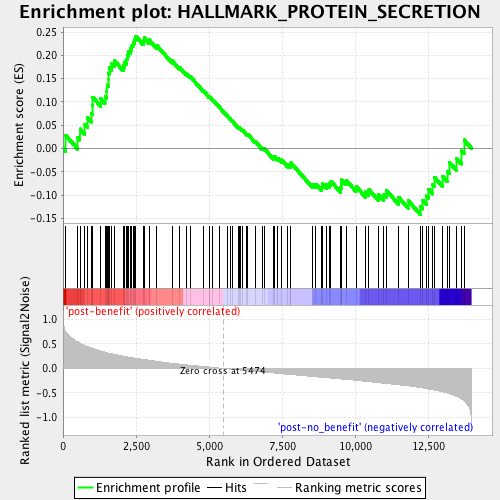 Enrichment plot: HALLMARK_PROTEIN_SECRETION
Enrichment score (ES)
0.25
0.20
0.15
0.10
0.05
0.00
-0.05
-0.10
-0.15
'post-benefit' (positively correlated)
Ranked list metric (Signal2Noise)
1.0
0.5
0.0
-0.5
-1.0
Zero cross at 5474
'post-no_benefit' (negatively correlated)
0
2,500
5,000
7,500
10,000
12,500
Rank in Ordered Dataset
Enrichment profile
Hits
Ranking metric scores